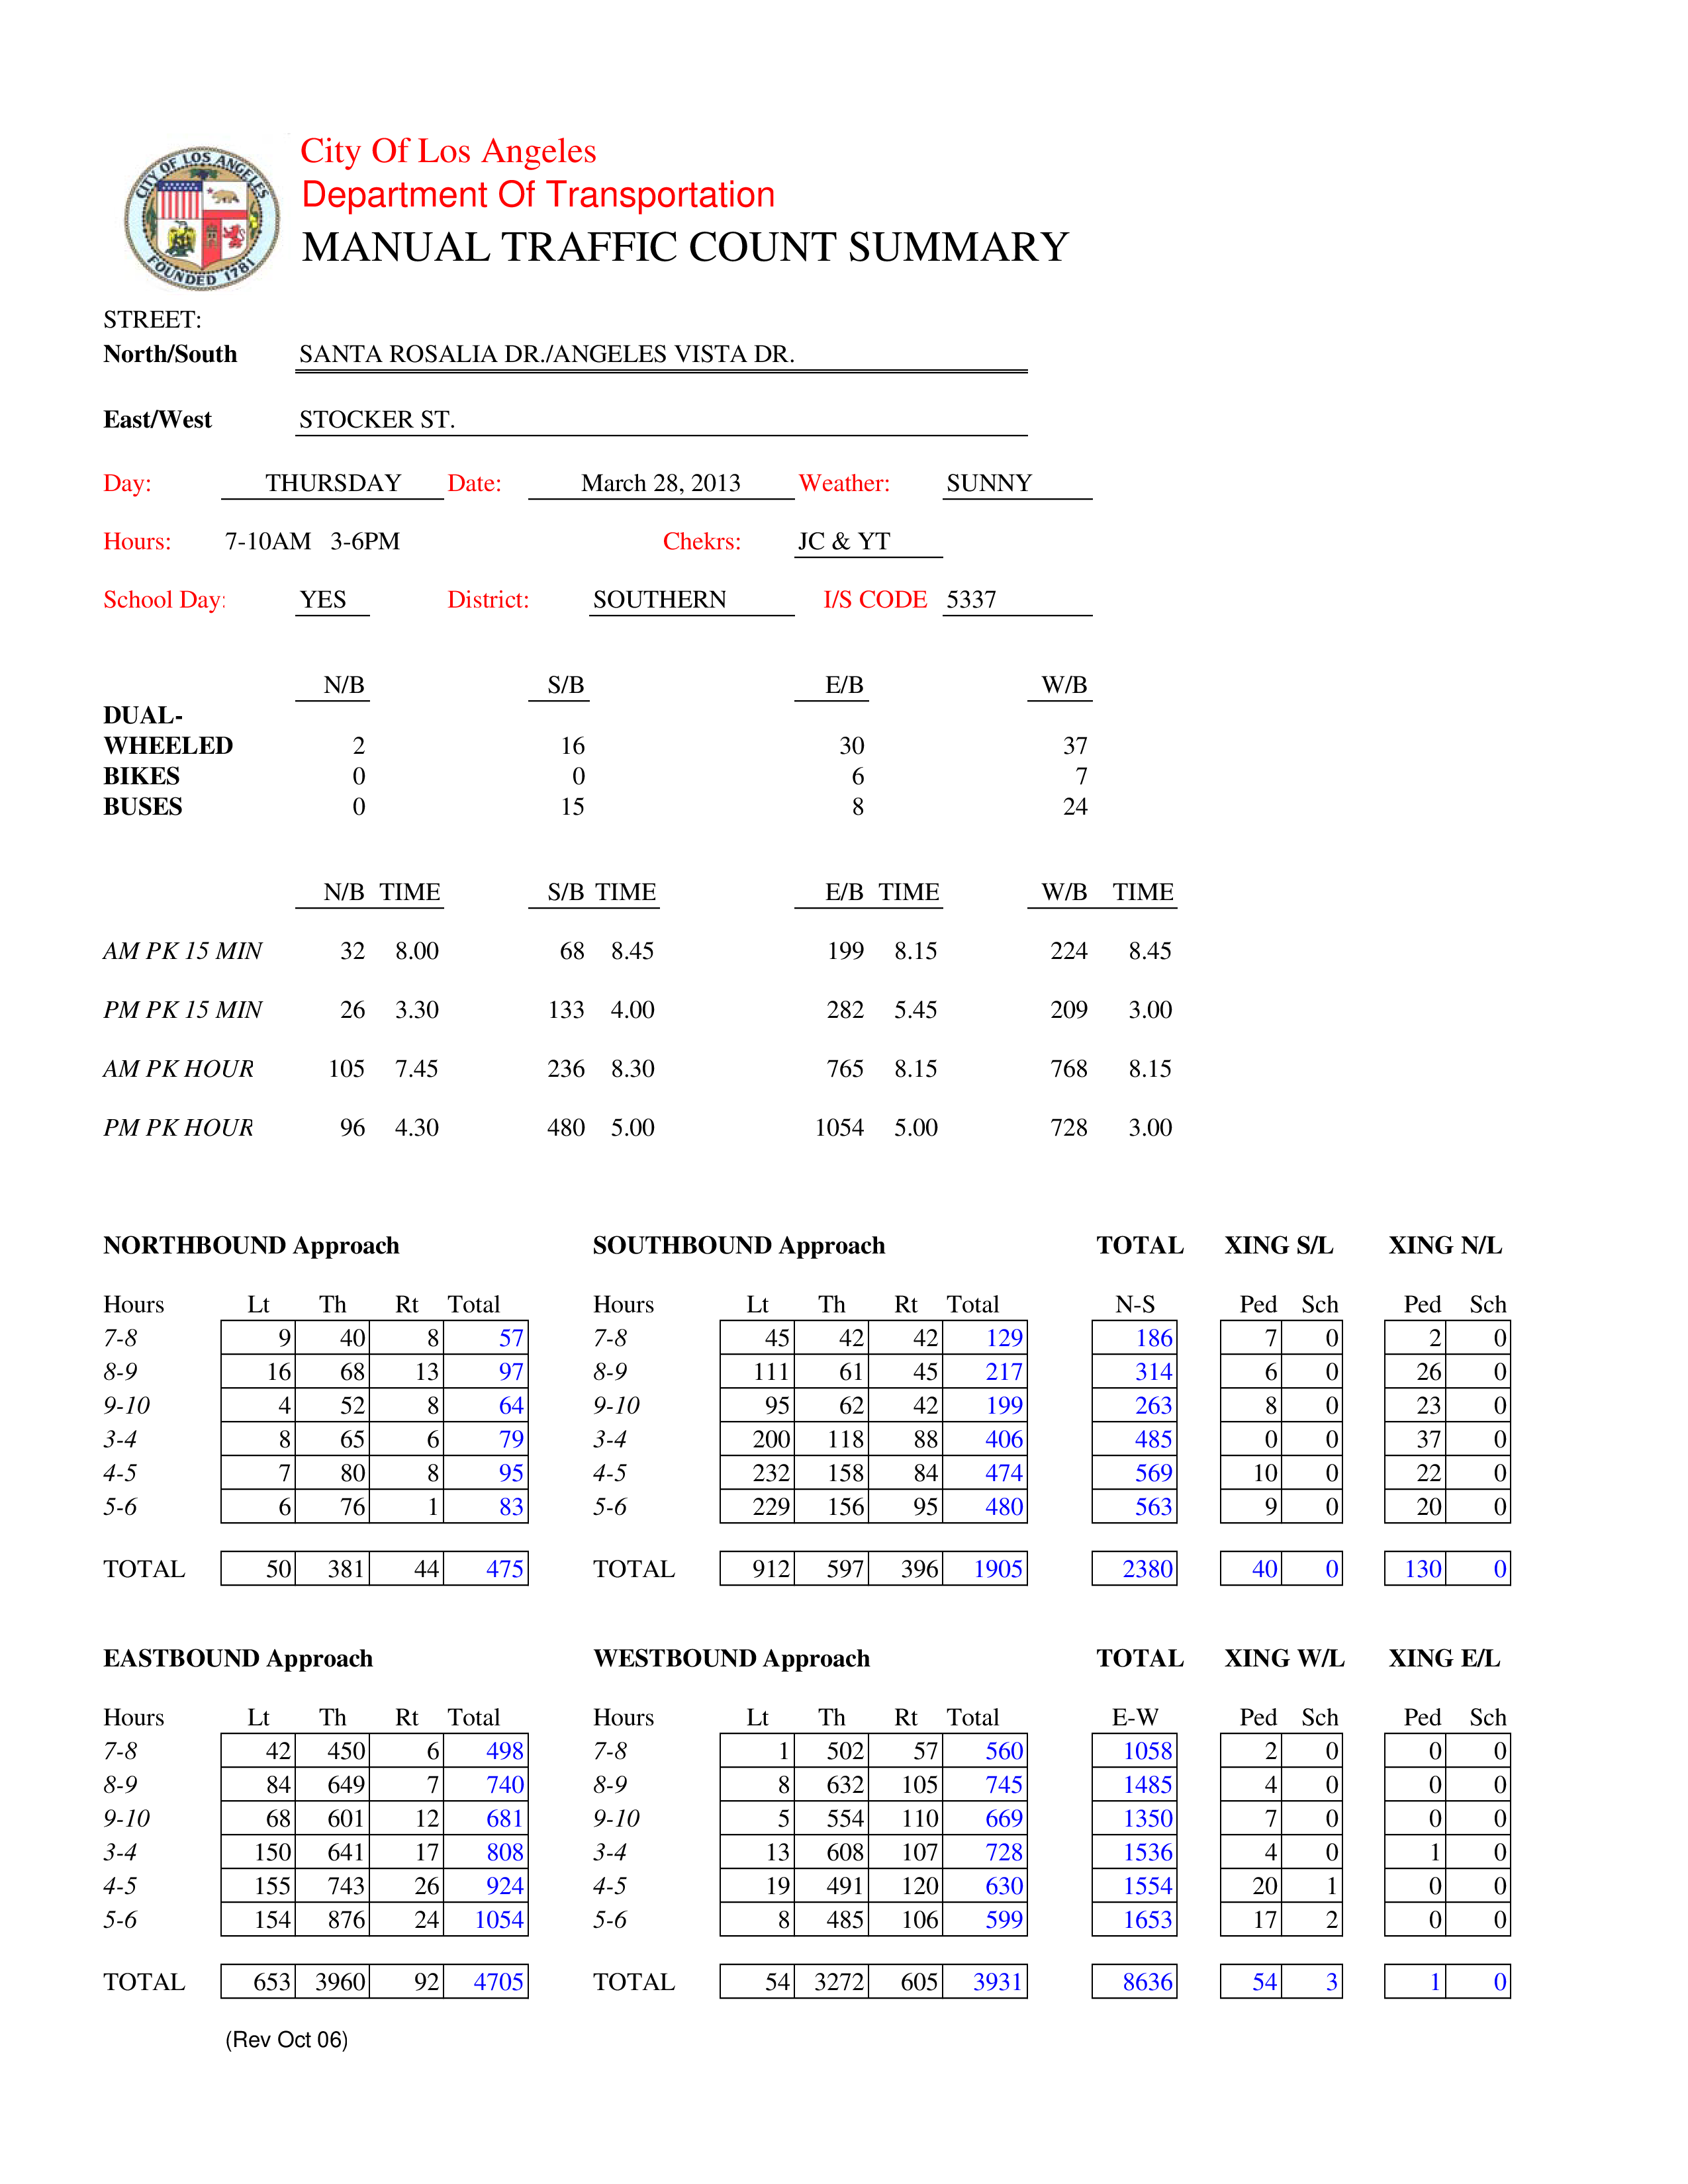 CITY OF LOS ANGELES
FOUNDED 1781
City Of Los Angeles
Department Of Transportation
MANUAL TRAFFIC COUNT SUMMARY
STREET:
North/South SANTA ROSALIA DR./ANGELES VISTA DR.
East/West STOCKER ST.
Day: THURSDAY Date: March 28, 2013 Weather: SUNNY
Hours: 7-10AM 3-6PM Chekrs: JC & YT
School Day: YES District: SOUTHERN I/S CODE 5337
N/B S/B E/B W/B
DUAL-
WHEELED 2 16 30 37
BIKES 0 0 6 7
BUSES 0 15 8 24
N/B TIME S/B TIME E/B TIME W/B TIME
AM PK 15 MIN 32 8.00 68 8.45 199 8.15 224 8.45
PM PK 15 MIN 26 3.30 133 4.00 282 5.45 209 3.00
AM PK HOUR 105 7.45 236 8.30 765 8.15 768 8.15
PM PK HOUR 96 4.30 480 5.00 1054 5.00 728 3.00
NORTHBOUND Approach SOUTHBOUND Approach TOTAL XING S/L XING N/L
Hours Lt Th Rt Total Hours Lt Th Rt Total N-S Ped Sch Ped Sch
7-8 9 40 8 57 7-8 45 42 42 129 186 7 0 2 0
8-9 16 68 13 97 8-9 111 61 45 217 314 6 0 26 0
9-10 4 52 8 64 9-10 95 62 42 199 263 8 0 23 0
3-4 8 65 6 79 3-4 200 118 88 406 485 0 0 37 0
4-5 7 80 8 95 4-5 232 158 84 474 569 10 0 22 0
5-6 6 76 1 83 5-6 229 156 95 480 563 9 0 20 0
TOTAL 50 381 44 475 TOTAL 912 597 396 1905 2380 40 0 130 0
EASTBOUND Approach WESTBOUND Approach TOTAL XING W/L XING E/L
Hours Lt Th Rt Total Hours Lt Th Rt Total E-W Ped Sch Ped Sch
7-8 42 450 6 498 7-8 1 502 57 560 1058 2 0 0 0
8-9 84 649 7 740 8-9 8 632 105 745 1485 4 0 0 0
9-10 68 601 12 681 9-10 5 554 110 669 1350 7 0 0 0
3-4 150 641 17 808 3-4 13 608 107 728 1536 4 0 1 0
4-5 155 743 26 924 4-5 19 491 120 630 1554 20 1 0 0
5-6 154 876 24 1054 5-6 8 485 106 599 1653 17 2 0 0
TOTAL 653 3960 92 4705 TOTAL 54 3272 605 3931 8636 54 3 1 0
(Rev Oct 06)